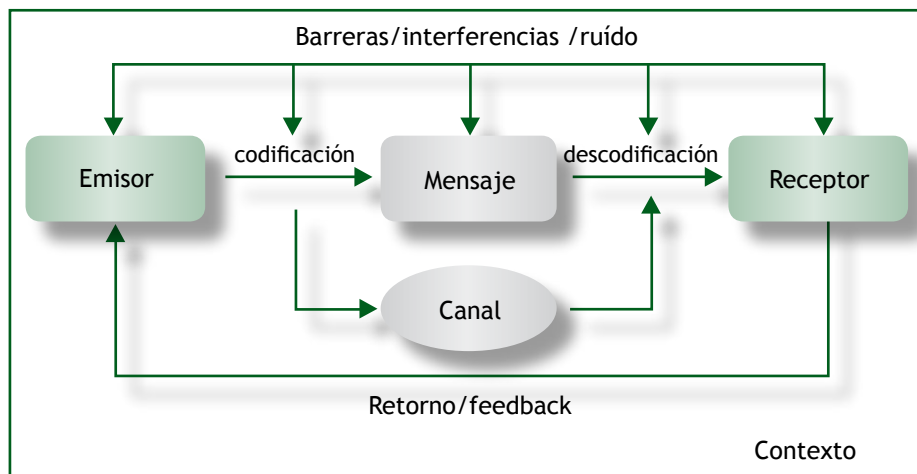 Barreras/interferencias /ruído
codificación
descodificación
Emisor
Mensaje
Receptor
Canal
Retorno/feedback
Contexto